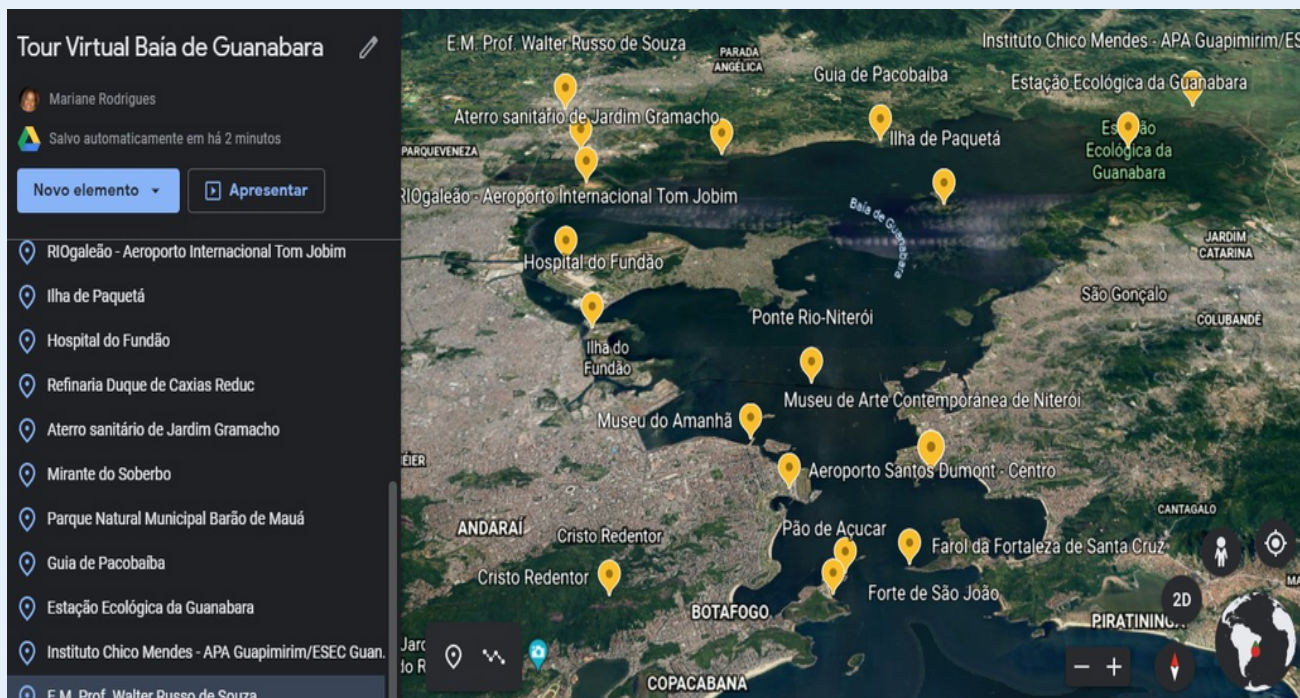 Tour Virtual Baía de Guanabara
Mariane Rodrigues
Salvo automaticamente em há 2 minutos
Novo elemento
Apresentar
RIOgaleão - Aeroporto Internacional Tom Jobim
Ilha de Paquetá
Hospital do Fundão
Refinaria Duque de Caxias Reduc
Aterro sanitário de Jardim Gramacho
Mirante do Soberbo
Parque Natural Municipal Barão de Mauá
Guia de Pacobaíba
Estação Ecológica da Guanabara
Instituto Chico Mendes - APA Guapimirim/ESEC Guan.
E.M. Prof. Walter Russo de Souza
E.M. Prof. Walter Russo de Souza
PARADA
ANGÉLICA
Instituto Chico Mendes - APA Guapimirim/ES
Guia de Pacobaíba
Estação Ecológica da Guanabara
Aterro sanitário de Jardim Gramacho
Ilha de Paquetá
Ecológica da
Guanabara
PARQUEVENEZA
RIOgaleão - Aeroporto Internacional Tom Jobim
Baía de Guanabara
JARDIM
CATARINA
Hospital do Fundão
São Gonçalo
COLUBANDÊ
Ponte Rio-Niterói
Ilha do
Fundão
Museu de Arte Contemporânea de Niterói
Museu do Amanhã
ÉIER
Aeroporto Santos Dumont - Centro
CANTAGALO
ANDARAÍ
Cristo Redentor
Pão de Açucar
Farol da Fortaleza de Santa Cruz
Cristo Redentor
Forte de São João
2D
BOTAFOGO
PIRATININGA
Jarc
do R
COPACABANA